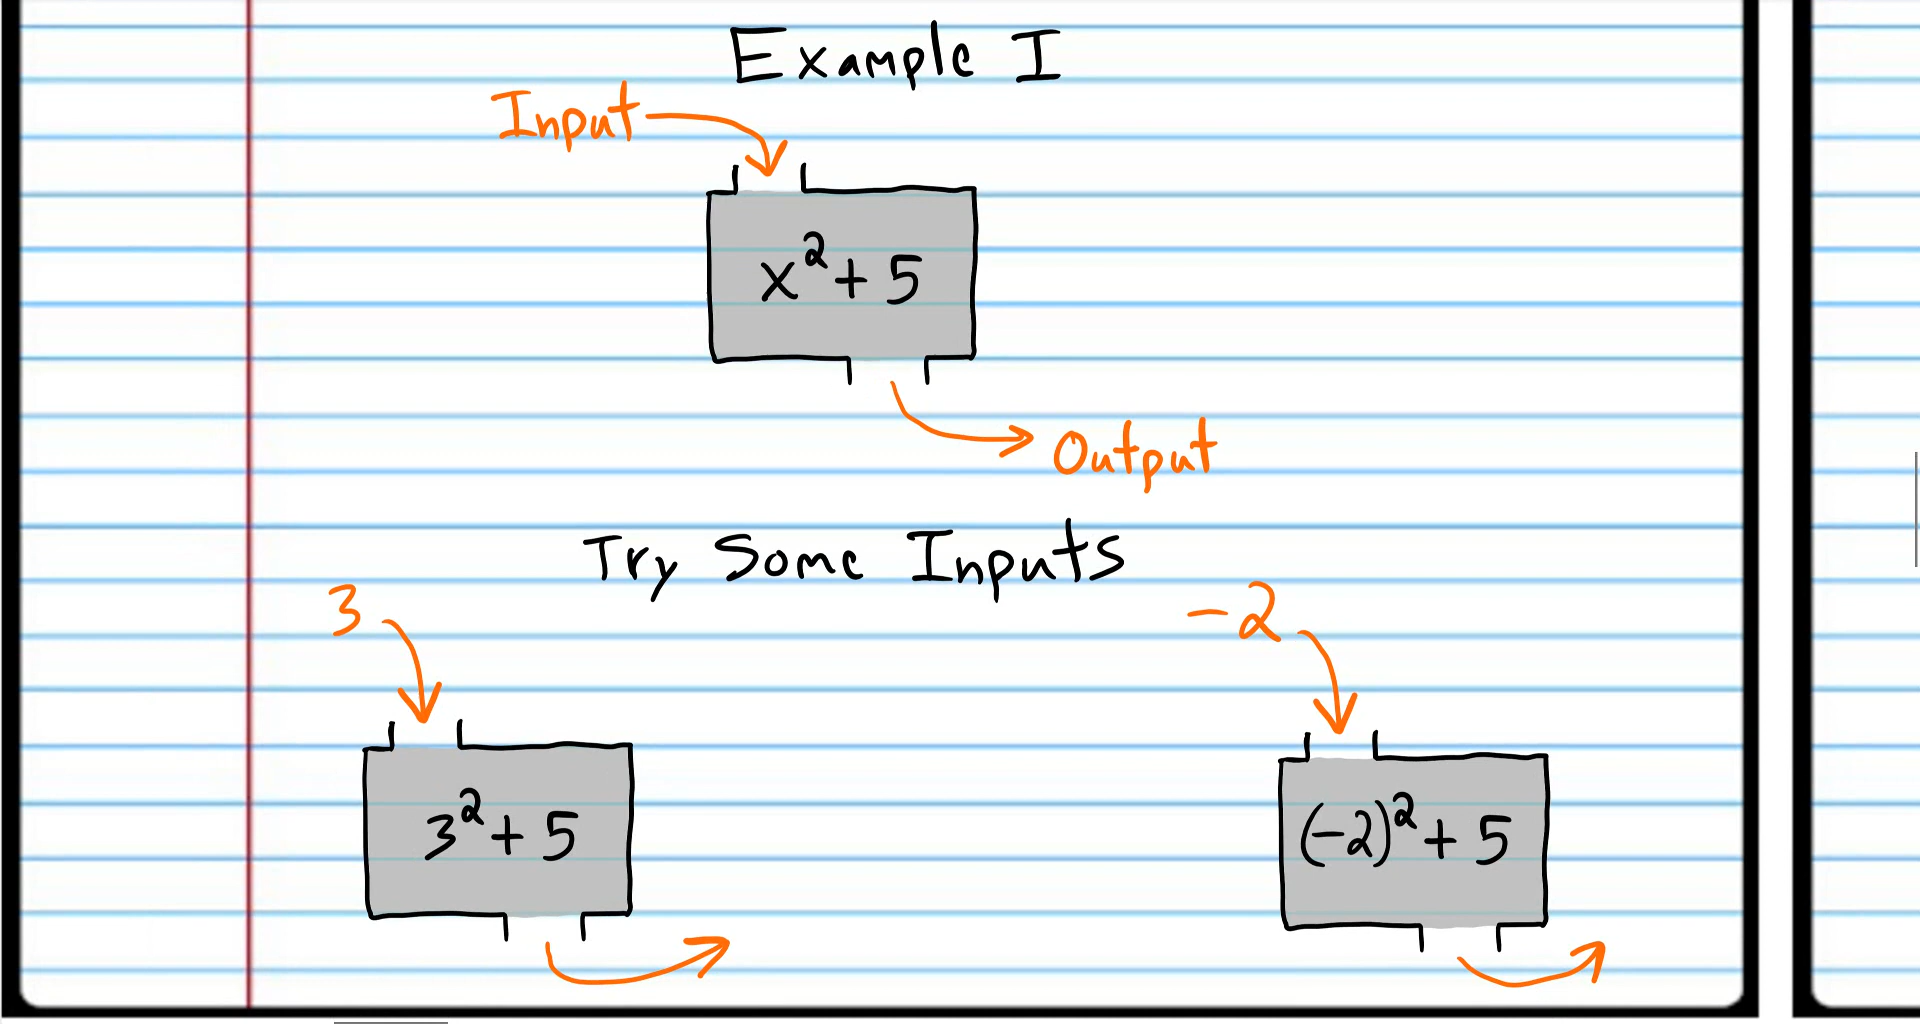 Example I
Input
x²+5
Output
Try Some Inputs
3
-2
3²+5
(-2)²+5